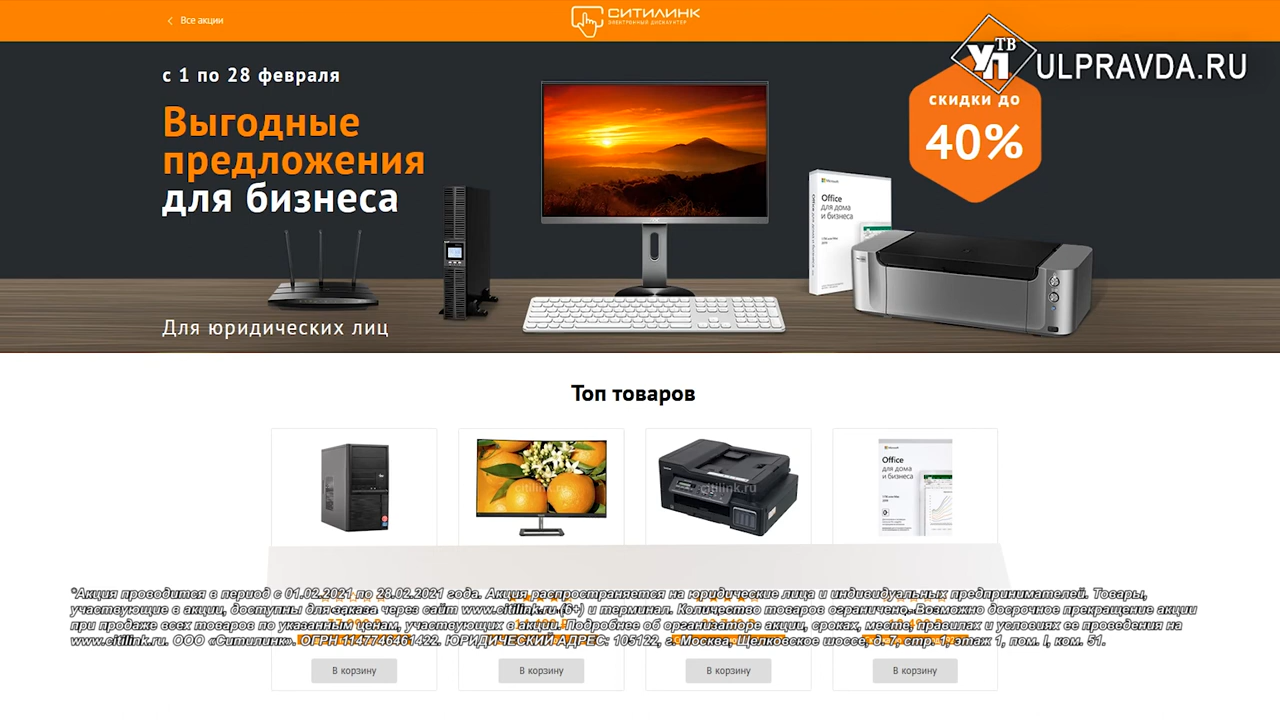 Все акции
СИТИЛИНК
ЭЛЕКТРОННЫЙ ДИСКАУНТЕР
УП ТВ
ULPRAVDA.RU
с 1 по 28 февраля
скидки до
40%
Выгодные
предложения
для бизнеса
Microsoft
Office
для дома
и бизнеса
Для юридических лиц
Топ товаров
citilink.ru
citilink.ru
Microsoft
Office
для дома
и бизнеса
*Акция проводится в период с 01.02.2021 по 28.02.2021 года. Акция распространяется на юридические лица и индивидуальных предпринимателей. Товары,
участвующие в акции, доступны для заказа через сайт www.citilink.ru (6+) и терминал. Количество товаров ограничено. Возможно досрочное прекращение акции
при продаже всех товаров по указанным ценам, участвующих в акции. Подробнее об организаторе акции, сроках, месте, правилах и условиях ее проведения на
www.citilink.ru. ООО «Ситилинк». ОГРН 1147746461422. ЮРИДИЧЕСКИЙ АДРЕС: 105122, г. Москва, Щелковское шоссе, д. 7, стр. 1, этаж 1, пом. I, ком. 51.
В корзину
В корзину
В корзину
В корзину